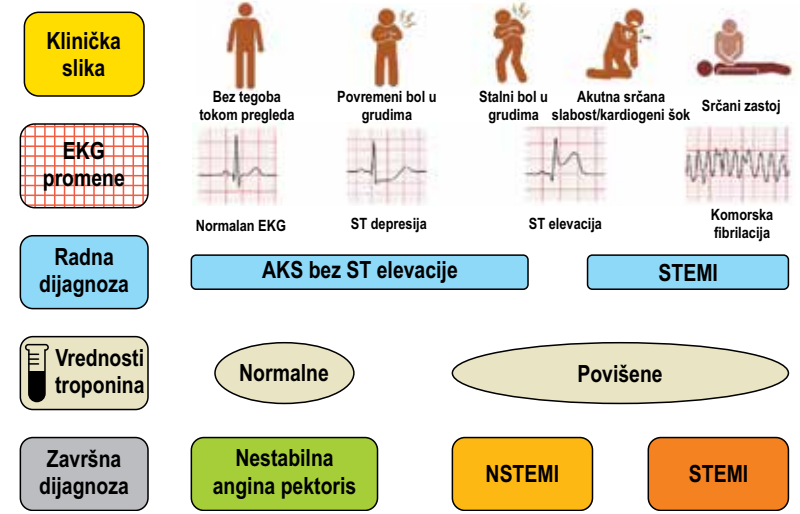 Klinička
slika
Bez tegoba
tokom pregleda
Povremeni bol u
grudima
Stalni bol u
grudima
Akutna srčana
slabost/kardiogeni šok
Srčani zastoj
EKG
promene
Normalan EKG
ST depresija
ST elevacija
Komorska
fibrilacija
Radna
dijagnoza
AKS bez ST elevacije
STEMI
Vrednosti
troponina
Normalne
Povišene
Završna
dijagnoza
Nestabilna
angina pektoris
NSTEMI
STEMI